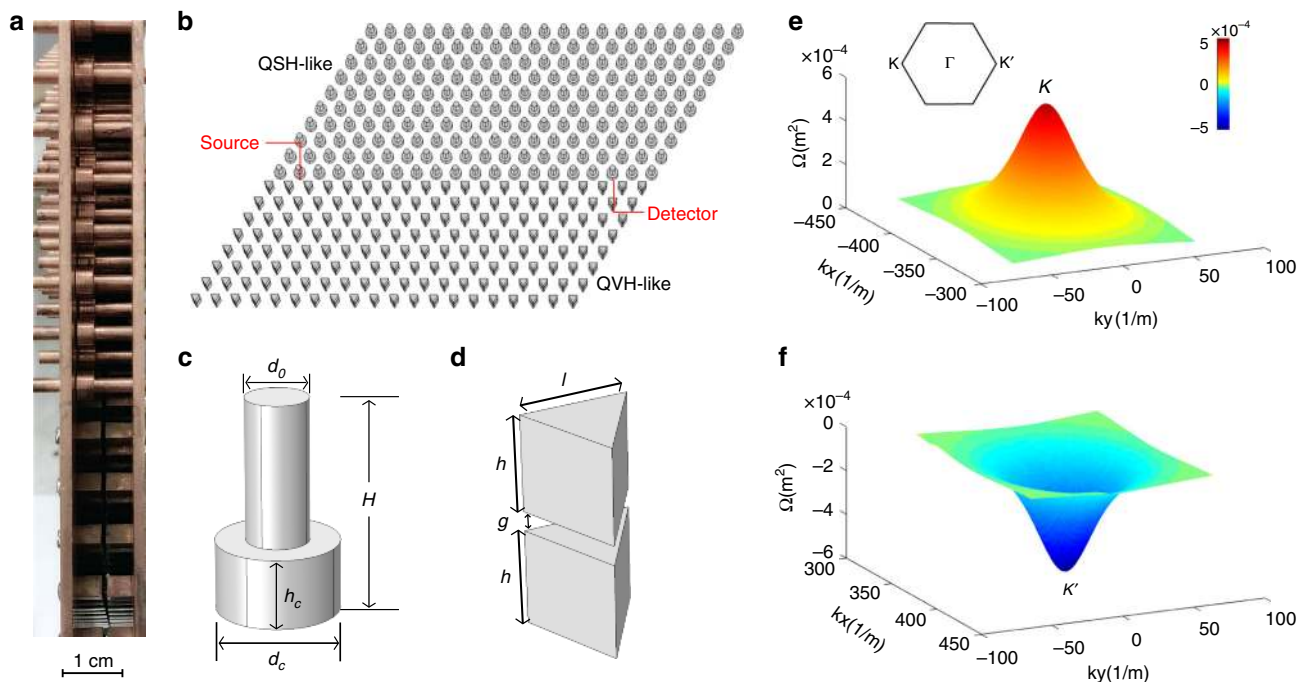 a
1 cm
b
QSH-like
Source
Detector
QVH-like
c
d0
H
hc
dc
d
l
h
g
h
e
×10−4
6
4
2
0
Ω(m2)
K
Γ
K′
K
5
0
−5
×10−4
−450
−400
−350
−300
kx(1/m)
−100
−50
0
50
100
ky(1/m)
f
×10−4
0
−2
−4
−6
Ω(m2)
K′
300
350
400
450
kx(1/m)
−100
−50
0
50
100
ky(1/m)